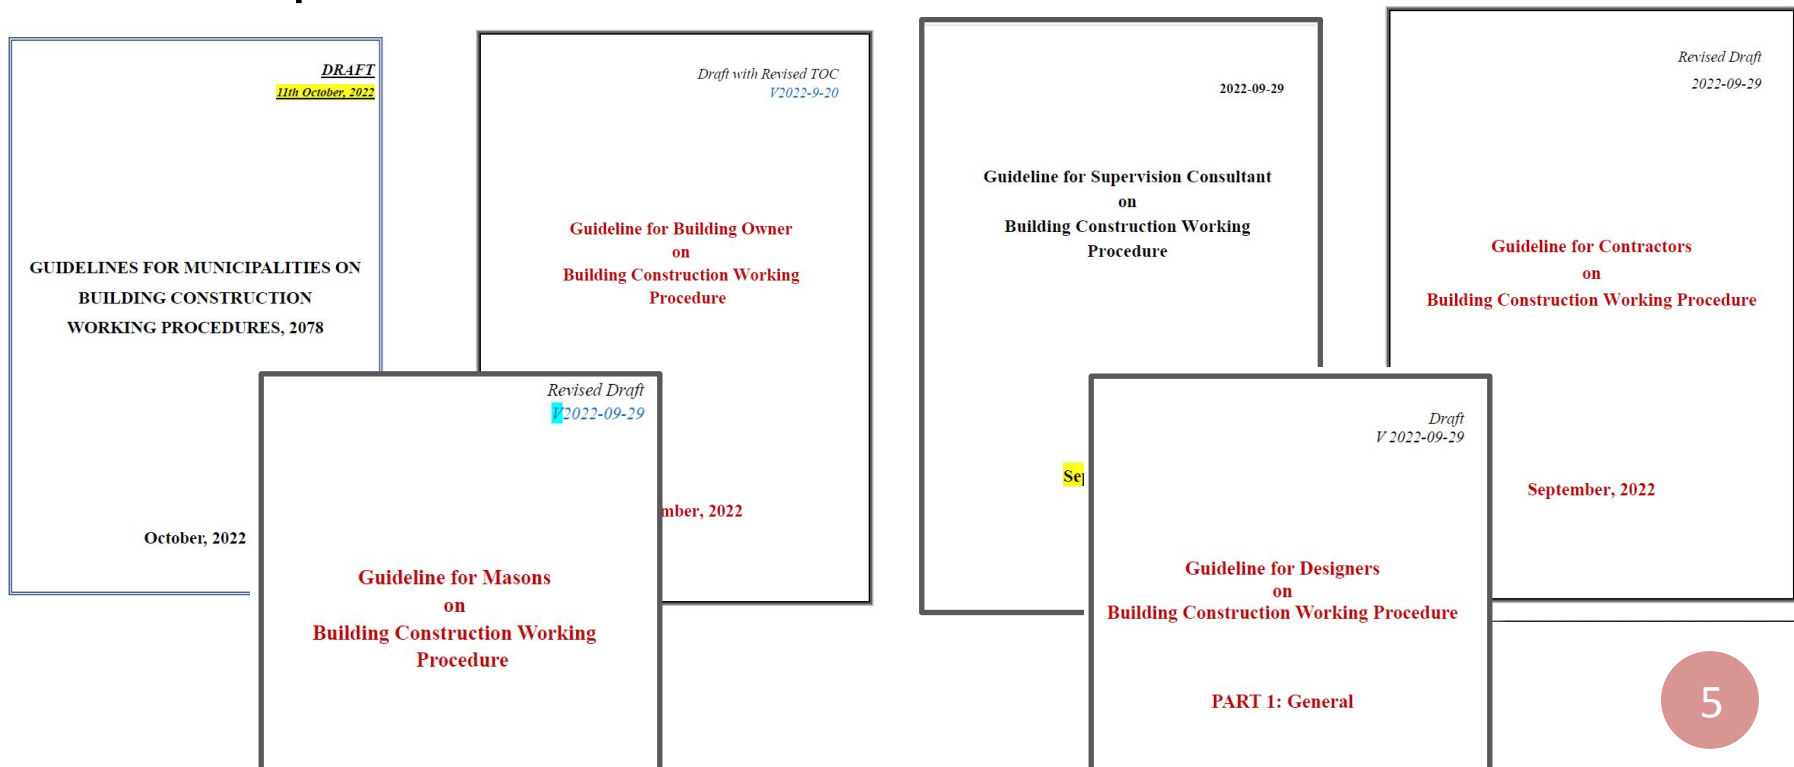 DRAFT
11th October, 2022
GUIDELINES FOR MUNICIPALITIES ON
BUILDING CONSTRUCTION
WORKING PROCEDURES, 2078
October, 2022
Draft with Revised TOC
V2022-9-20
Guideline for Building Owner
on
Building Construction Working
Procedure
mber, 2022
Revised Draft
V2022-09-29
Guideline for Masons
on
Building Construction Working
Procedure
2022-09-29
Guideline for Supervision Consultant
on
Building Construction Working
Procedure
Sep
Revised Draft
2022-09-29
Guideline for Contractors
on
Building Construction Working Procedure
September, 2022
Draft
V 2022-09-29
Guideline for Designers
on
Building Construction Working Procedure
PART 1: General
5